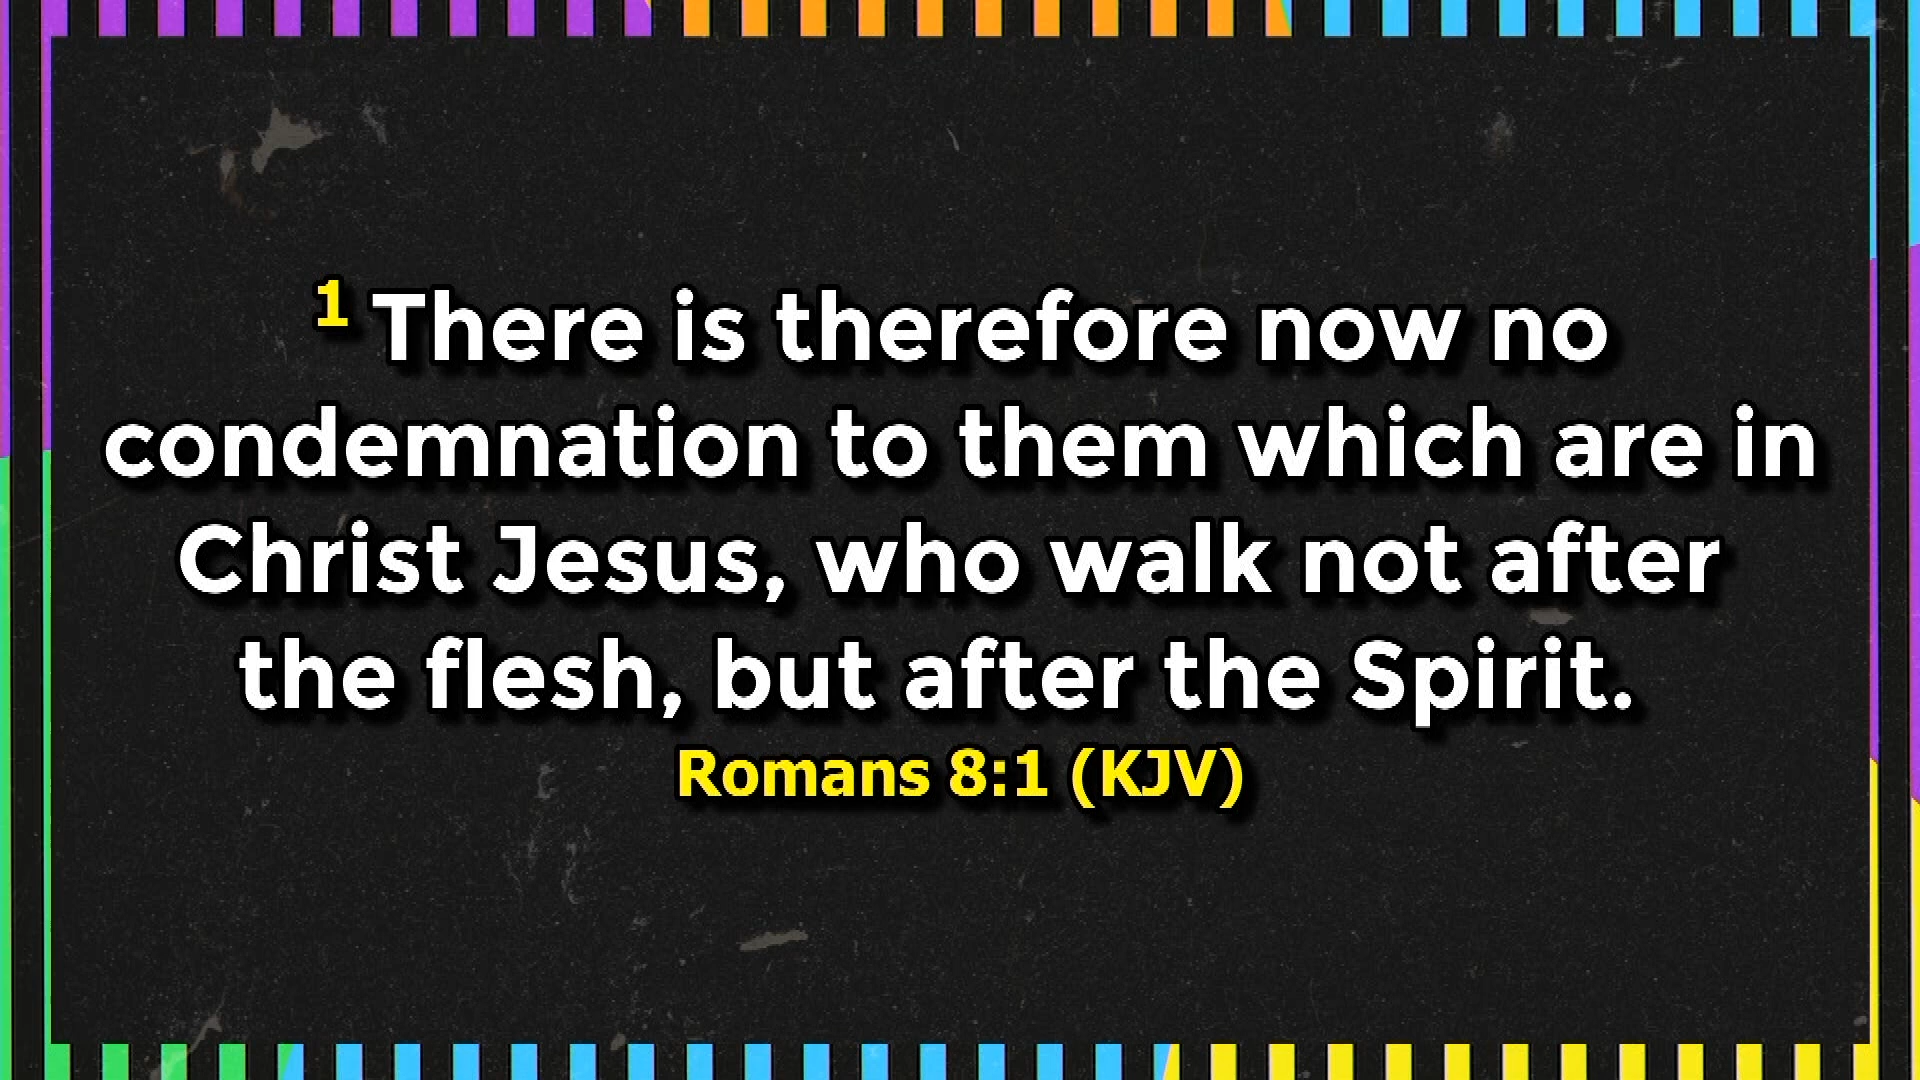 1 There is therefore now no
condemnation to them which are in
Christ Jesus, who walk not after
the flesh, but after the Spirit.
Romans 8:1 (KJV)